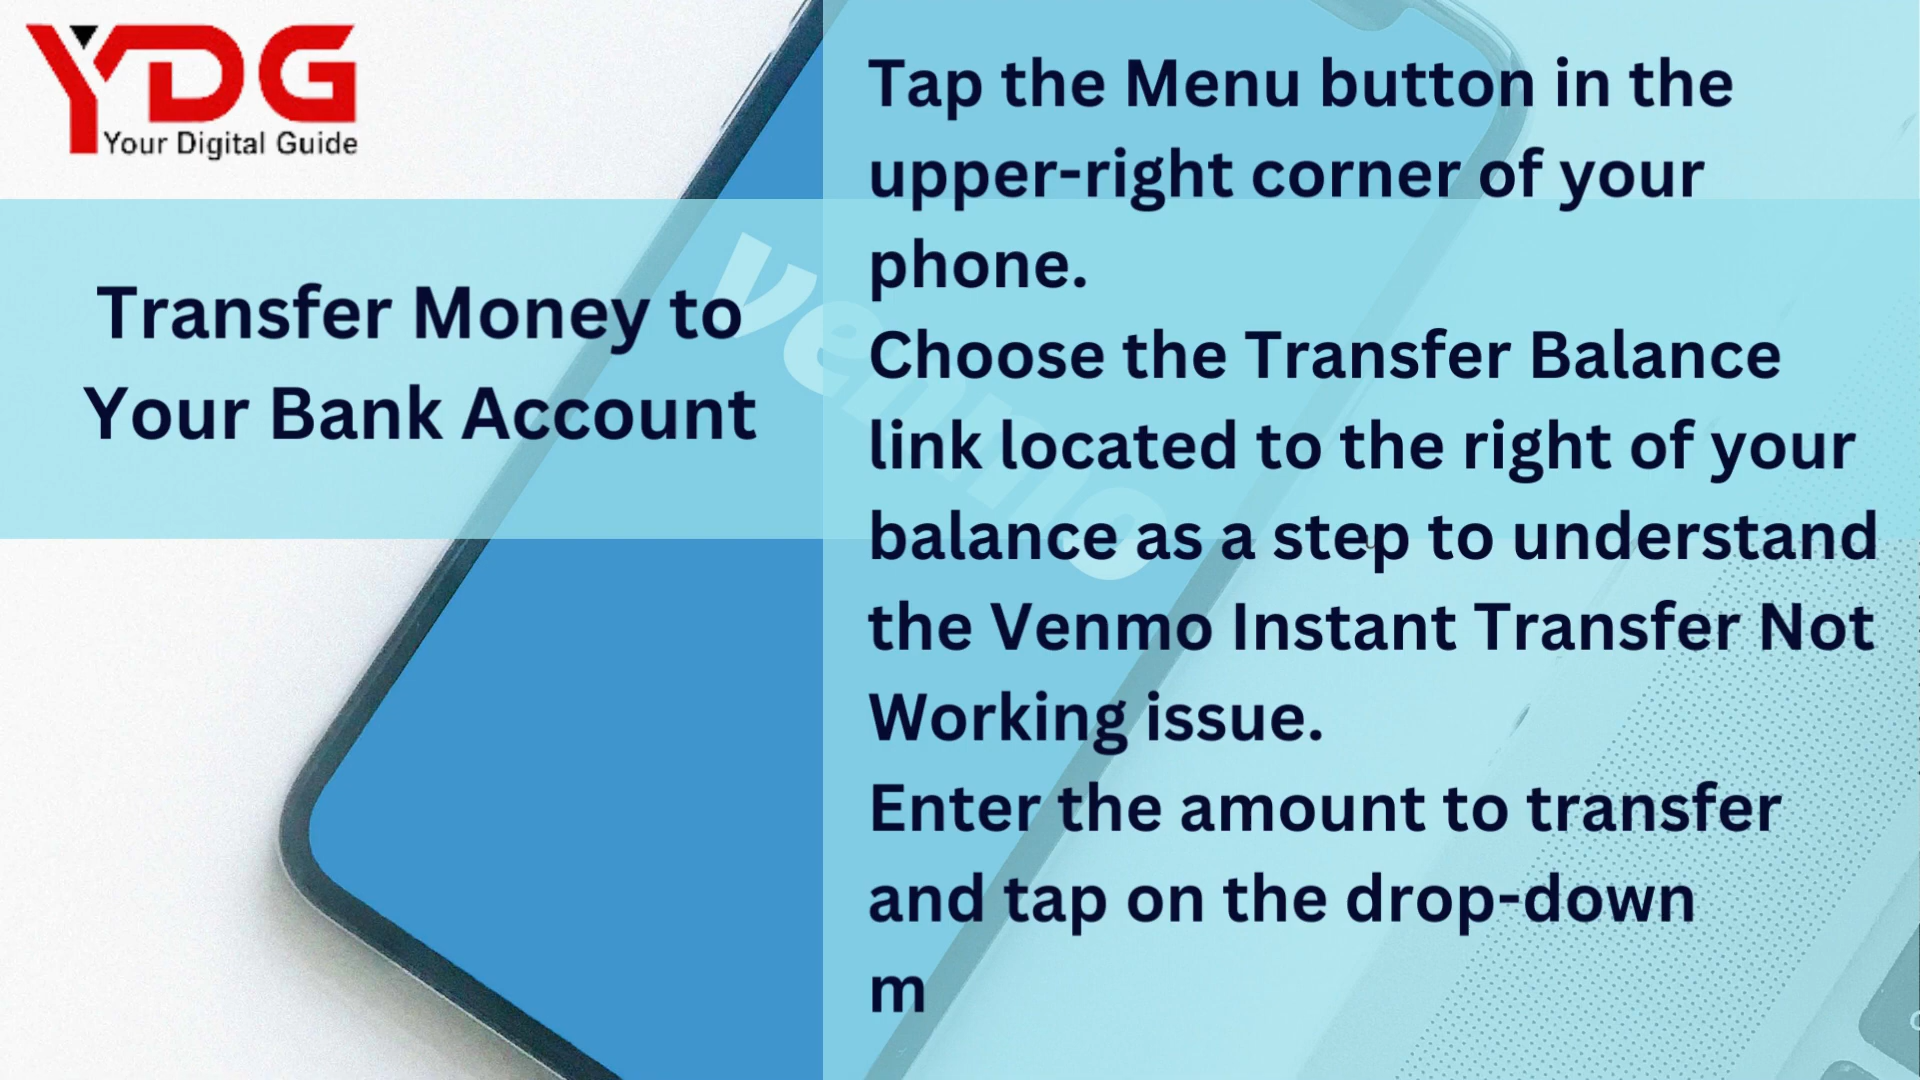 YDG
Your Digital Guide
Transfer Money to
Your Bank Account
venmo
Tap the Menu button in the
upper-right corner of your
phone.
Choose the Transfer Balance
link located to the right of your
balance as a step to understand
the Venmo Instant Transfer Not
Working issue.
Enter the amount to transfer
and tap on the drop-down
m